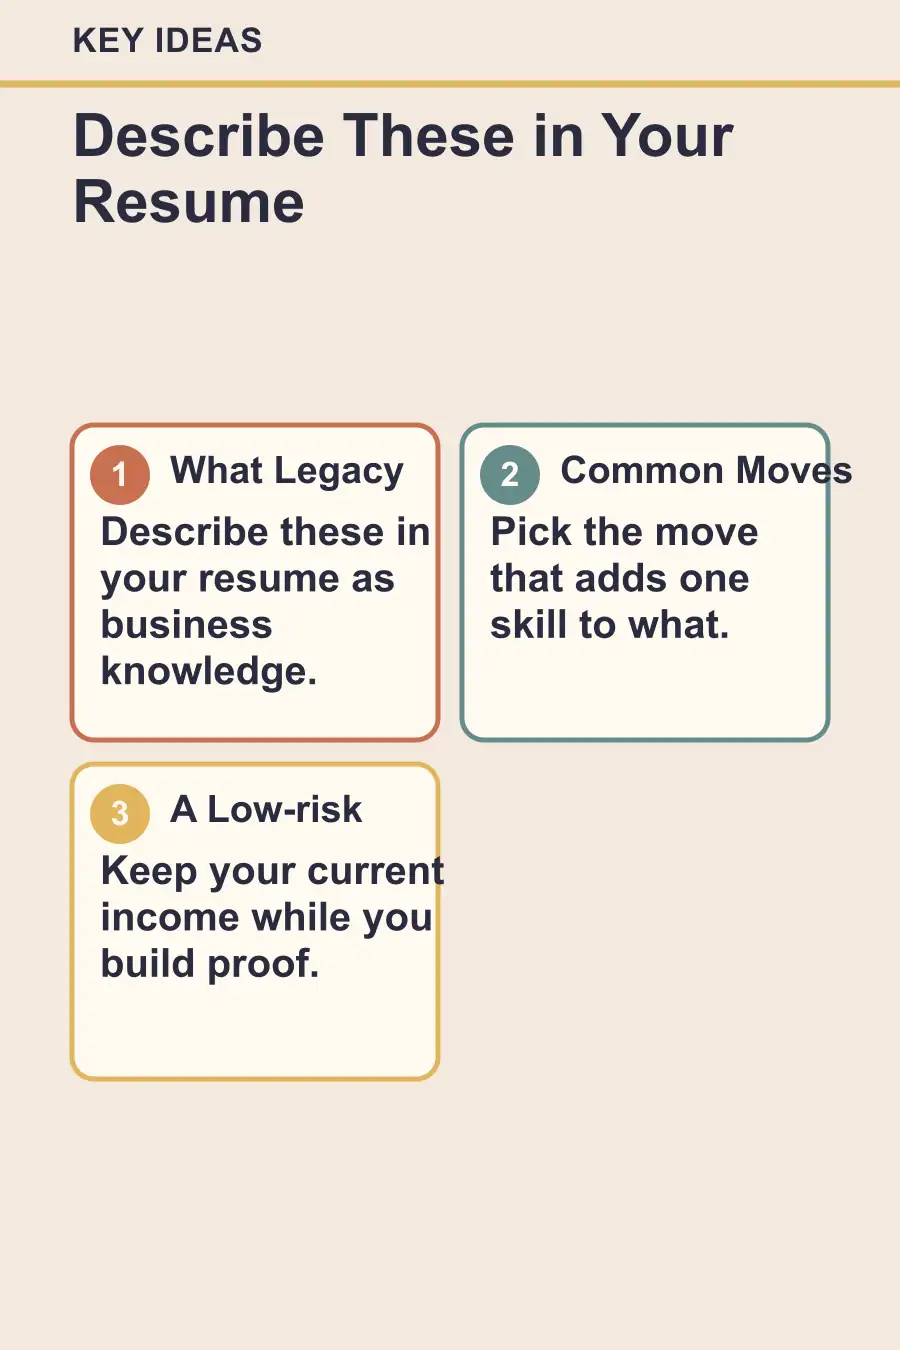 KEY IDEAS
Describe These in Your
Resume
1
What Legacy
Describe these in
your resume as
business
knowledge.
2
Common Moves
Pick the move
that adds one
skill to what.
3
A Low-risk
Keep your current
income while you
build proof.